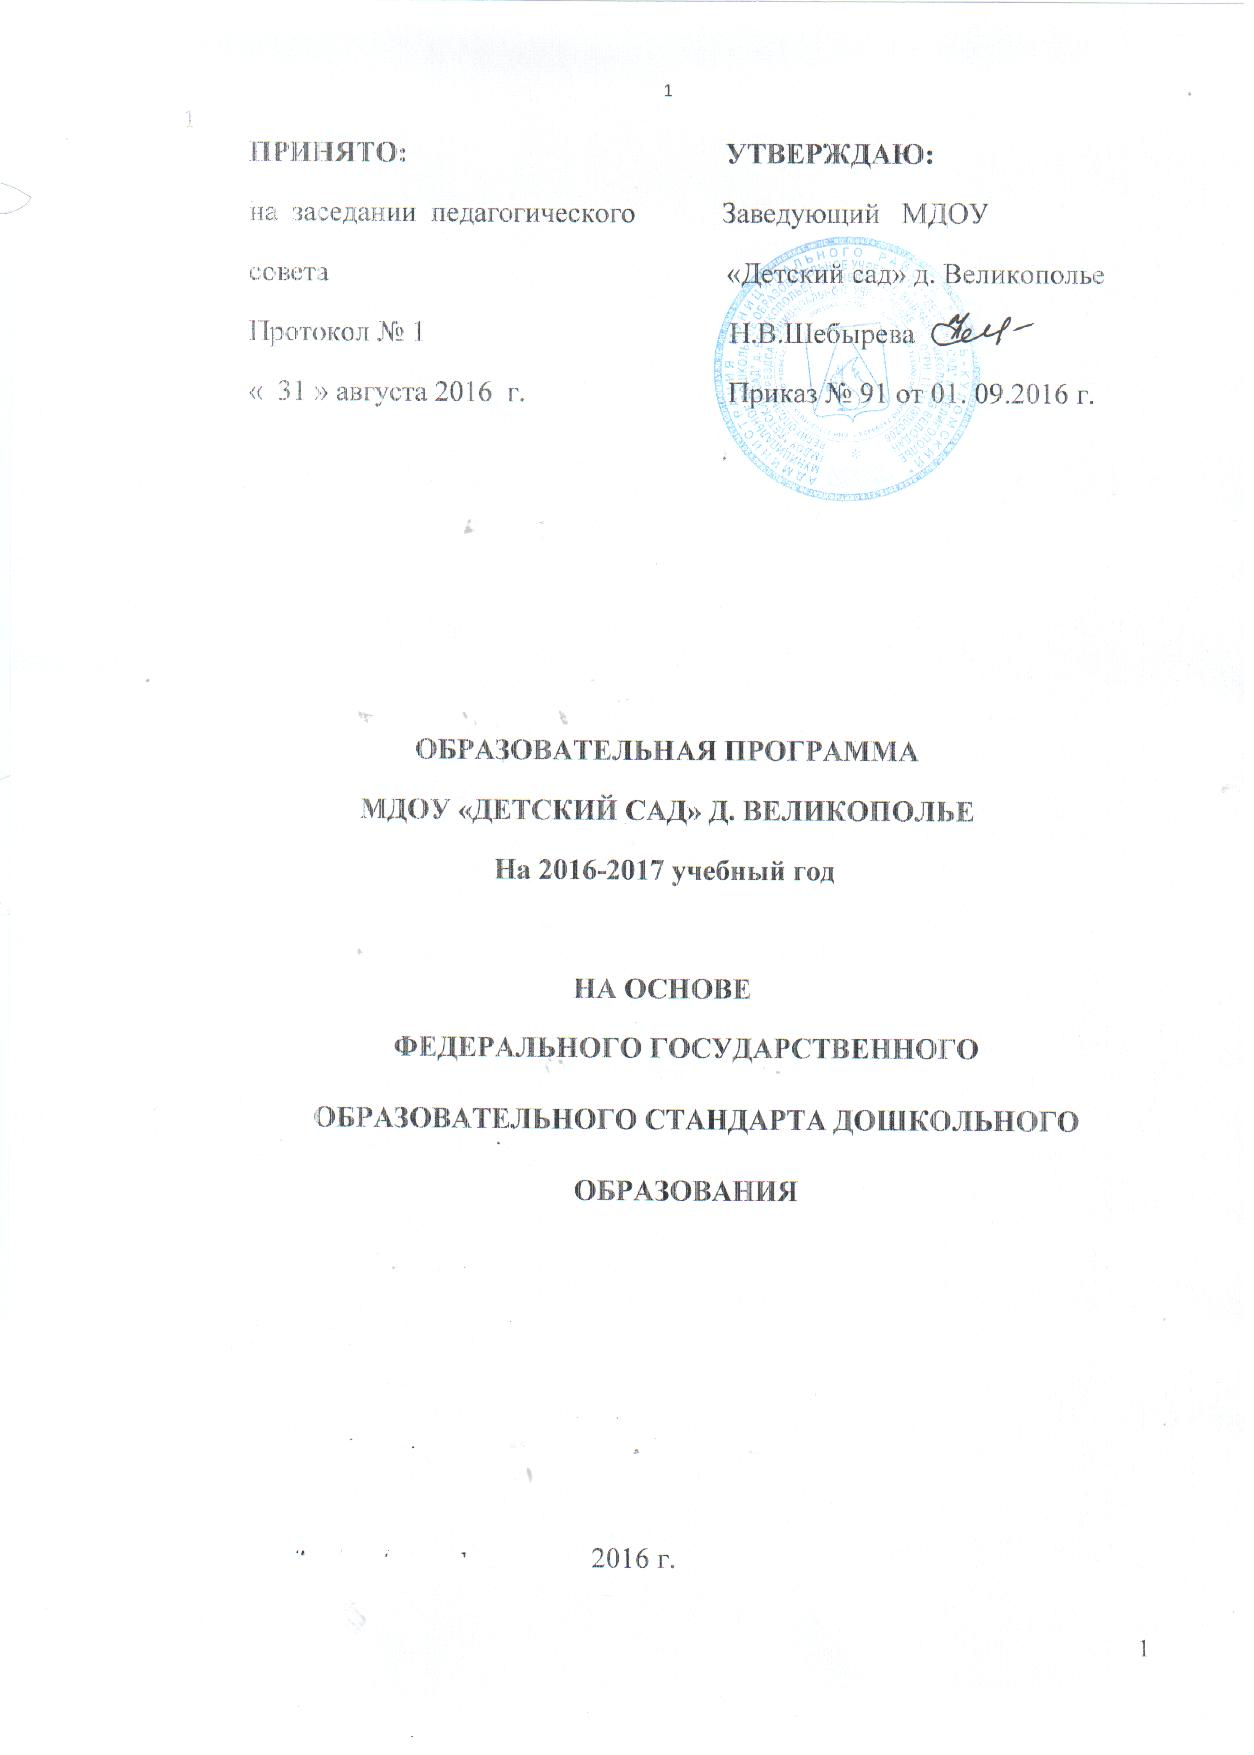 1
1
ПРИНЯТО:
на заседании педагогического
совета
Протокол № 1
« 31 » августа 2016 г.
УТВЕРЖДАЮ:
Заведующий МДОУ
«Детский сад» д. Великополье
Н.В.Шебырева
Приказ № 91 от 01. 09.2016 г.
ОБРАЗОВАТЕЛЬНАЯ ПРОГРАММА
МДОУ «ДЕТСКИЙ САД» Д. ВЕЛИКОПОЛЬЕ
На 2016-2017 учебный год
НА ОСНОВЕ
ФЕДЕРАЛЬНОГО ГОСУДАРСТВЕННОГО
ОБРАЗОВАТЕЛЬНОГО СТАНДАРТА ДОШКОЛЬНОГО
ОБРАЗОВАНИЯ
2016 г.
1